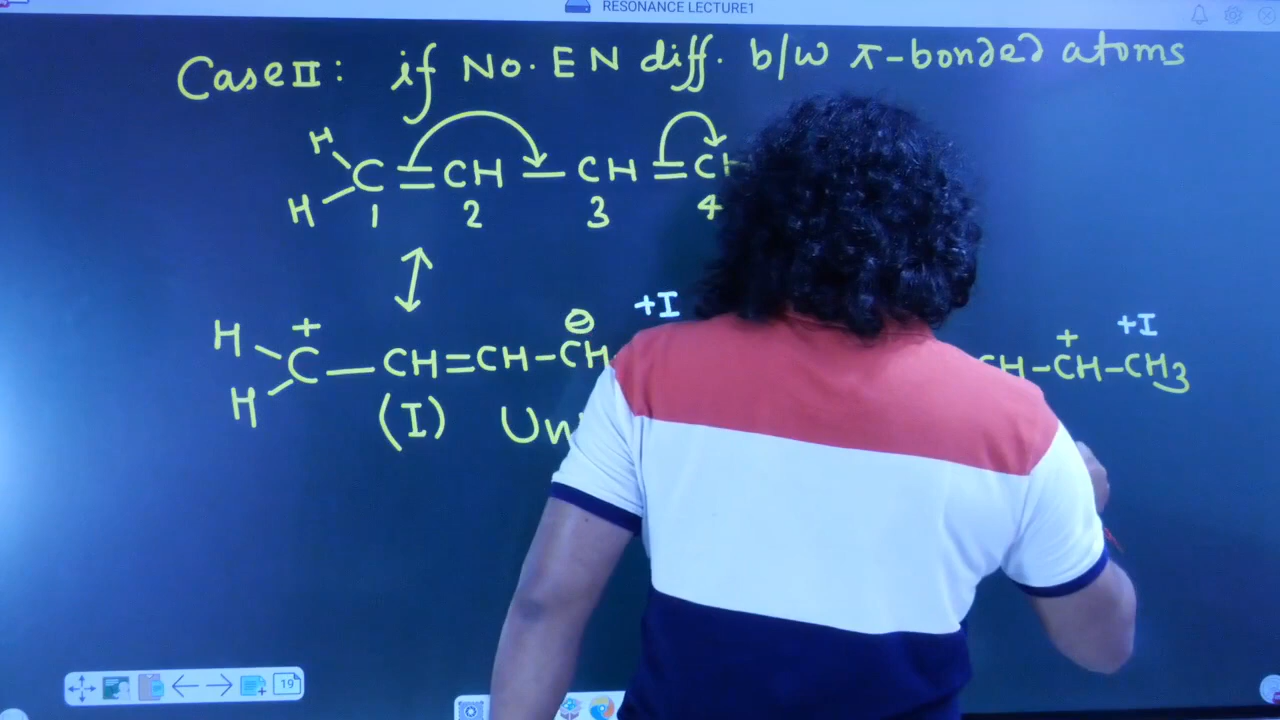 RESONANCE LECTURE1
Case II : if No. EN diff. b/w π-bonded atoms
H
H C = CH — CH = CH
1 2 3 4
H + ⊖ +I + +I
H C — CH = CH – CH CH – CH – CH3
(I)
19